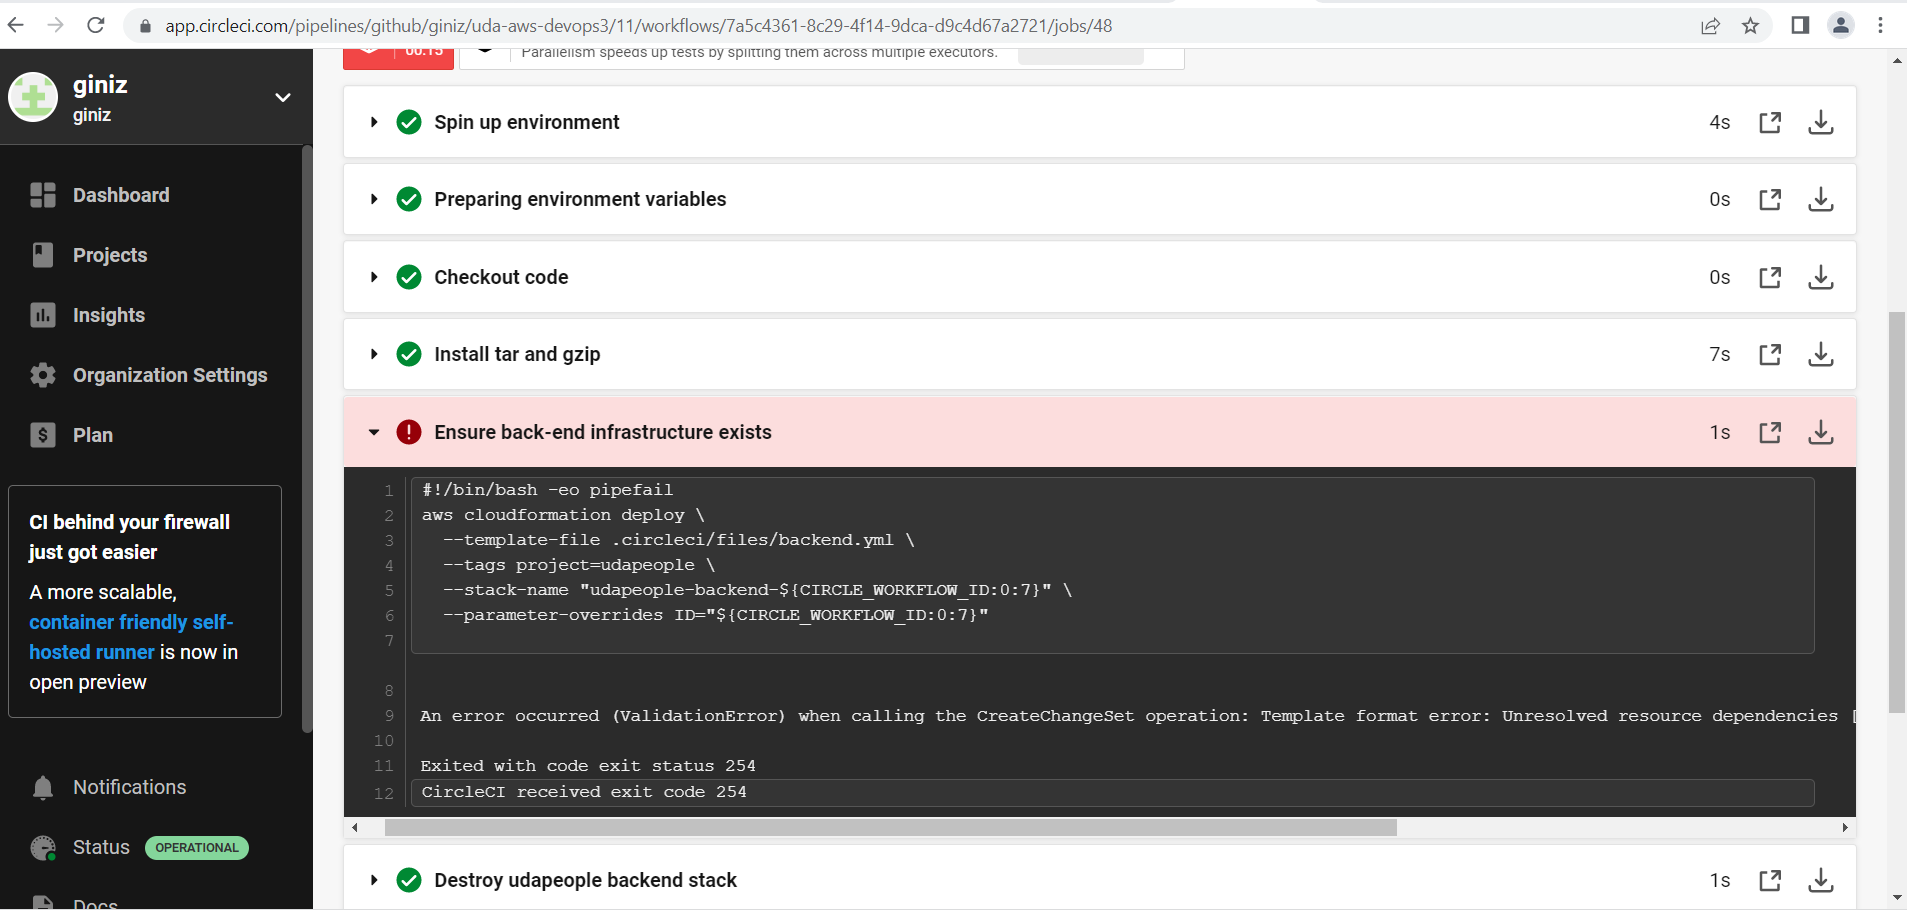 app.circleci.com/pipelines/github/giniz/uda-aws-devops3/11/workflows/7a5c4361-8c29-4f14-9dca-d9c4d67a2721/jobs/48
giniz
giniz
Dashboard
Projects
Insights
Organization Settings
Plan
CI behind your firewall
just got easier
A more scalable,
container friendly self-
hosted runner is now in
open preview
Notifications
Status OPERATIONAL
Docs
00:15
Parallelism speeds up tests by splitting them across multiple executors.
Spin up environment 4s
Preparing environment variables 0s
Checkout code 0s
Install tar and gzip 7s
Ensure back-end infrastructure exists 1s
1 #!/bin/bash -eo pipefail
2 aws cloudformation deploy \
3 --template-file .circleci/files/backend.yml \
4 --tags project=udapeople \
5 --stack-name "udapeople-backend-${CIRCLE_WORKFLOW_ID:0:7}" \
6 --parameter-overrides ID="${CIRCLE_WORKFLOW_ID:0:7}"
7
8
9 An error occurred (ValidationError) when calling the CreateChangeSet operation: Template format error: Unresolved resource dependencies [
10
11 Exited with code exit status 254
12 CircleCI received exit code 254
Destroy udapeople backend stack 1s